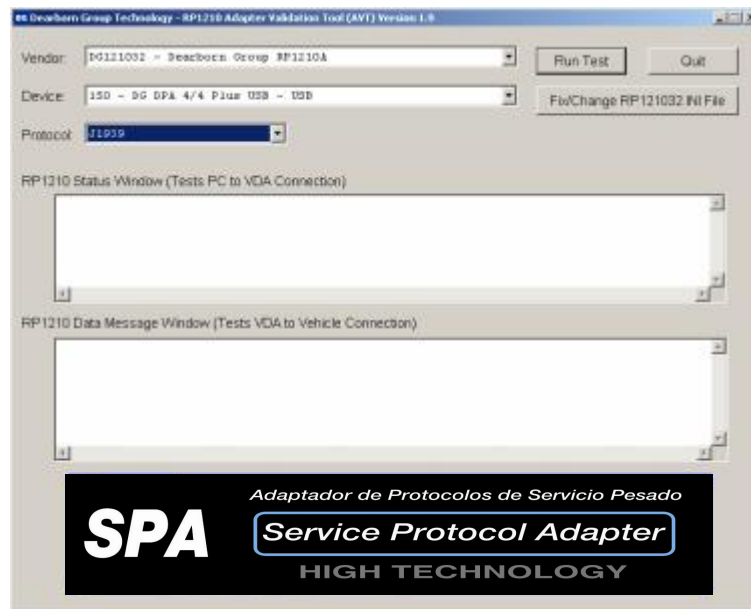 Dearborn Group Technology - RP1210 Adapter Validation Tool (AVT) Version 1.9
Vendor: DG121032 - Dearborn Group RP1210A
Run Test
Quit
Device: 150 - DG DPA 4/4 Plus USB - USB
Fix/Change RP121032 INI File
Protocol: J1939
RP1210 Status Window (Tests PC to VDA Connection)
RP1210 Data Message Window (Tests VDA to Vehicle Connection)
Adaptador de Protocolos de Servicio Pesado
SPA
Service Protocol Adapter
HIGH TECHNOLOGY